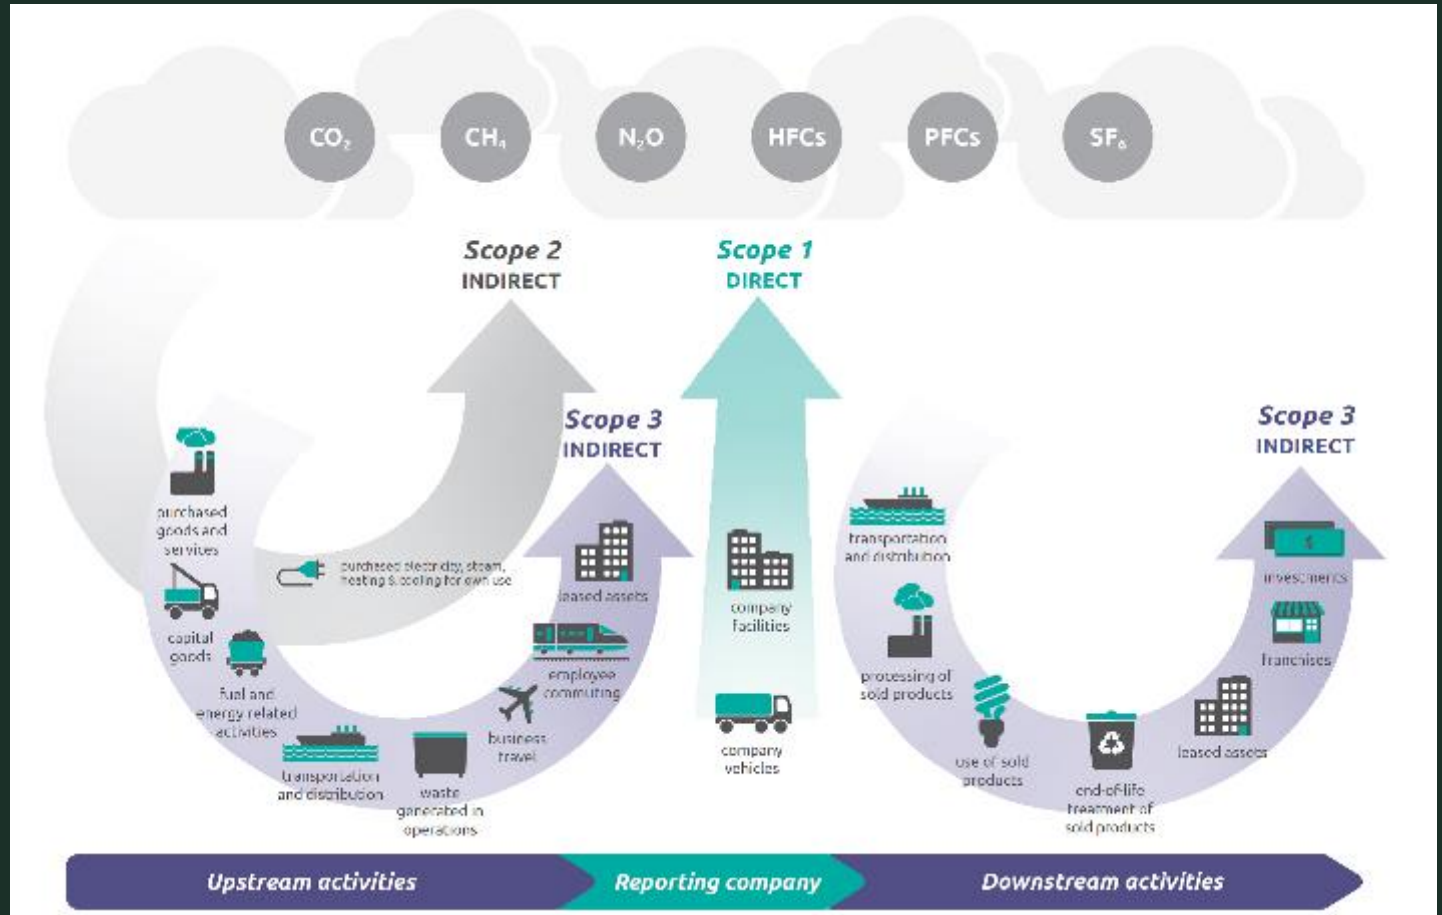 CO₂
CH₄
N₂O
HFCs
PFCs
SF₆
Scope 2
INDIRECT
Scope 1
DIRECT
Scope 3
INDIRECT
Scope 3
INDIRECT
purchased
goods and
services
capital
goods
fuel and
energy related
activities
transportation
and distribution
waste
generated in
operations
business
travel
employee
commuting
leased assets
purchased electricity, steam,
heating & cooling for own use
company
facilities
company
vehicles
transportation
and distribution
processing of
sold products
use of sold
products
end-of-life
treatment of
sold products
leased assets
franchises
investments
Upstream activities
Reporting company
Downstream activities